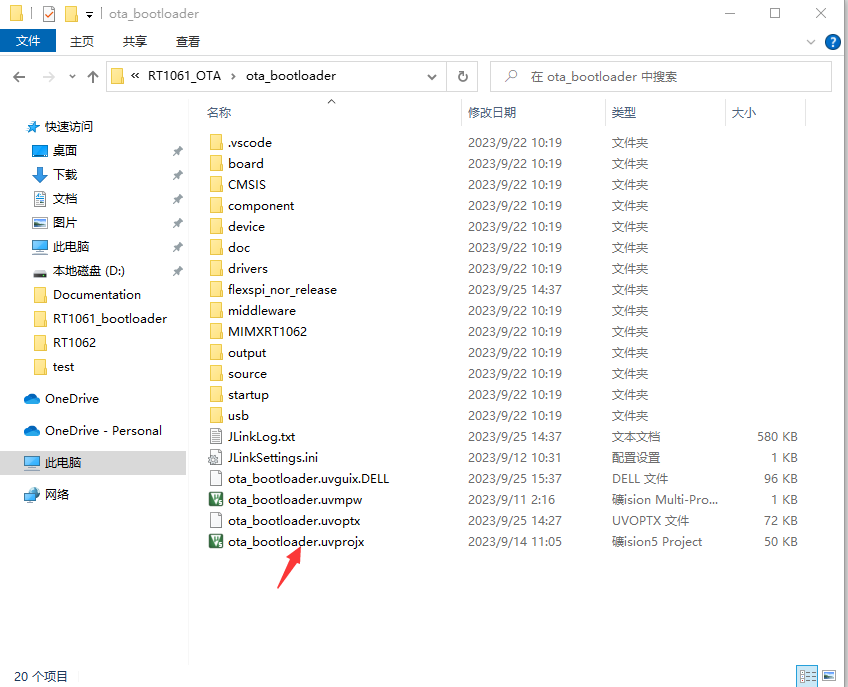 ota_bootloader
文件 主页 共享 查看
« RT1061_OTA › ota_bootloader 在 ota_bootloader 中搜索
名称 修改日期 类型 大小
快速访问
桌面
下载
文档
图片
此电脑
本地磁盘 (D:)
Documentation
RT1061_bootloader
RT1062
test
OneDrive
OneDrive - Personal
此电脑
网络
.vscode 2023/9/22 10:19 文件夹
board 2023/9/22 10:19 文件夹
CMSIS 2023/9/22 10:19 文件夹
component 2023/9/22 10:19 文件夹
device 2023/9/22 10:19 文件夹
doc 2023/9/22 10:19 文件夹
drivers 2023/9/22 10:19 文件夹
flexspi_nor_release 2023/9/25 14:37 文件夹
middleware 2023/9/22 10:19 文件夹
MIMXRT1062 2023/9/22 10:19 文件夹
output 2023/9/22 10:19 文件夹
source 2023/9/22 10:19 文件夹
startup 2023/9/22 10:19 文件夹
usb 2023/9/22 10:19 文件夹
JLinkLog.txt 2023/9/25 14:37 文本文档 580 KB
JLinkSettings.ini 2023/9/12 10:31 配置设置 1 KB
ota_bootloader.uvguix.DELL 2023/9/25 15:37 DELL 文件 96 KB
ota_bootloader.uvmpw 2023/9/11 2:16 礦ision Multi-Pro... 1 KB
ota_bootloader.uvoptx 2023/9/25 14:27 UVOPTX 文件 72 KB
ota_bootloader.uvprojx 2023/9/14 11:05 礦ision5 Project 50 KB
20 个项目